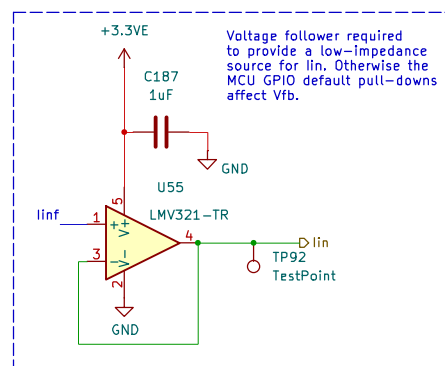 +3.3VE
Voltage follower required
to provide a low-impedance
source for Iin. Otherwise the
MCU GPIO default pull-downs
affect Vfb.
C187
1uF
GND
U55
LMV321-TR
Iinf
1
+
V+
5
4
3
-
V-
2
Iin
TP92
TestPoint
GND